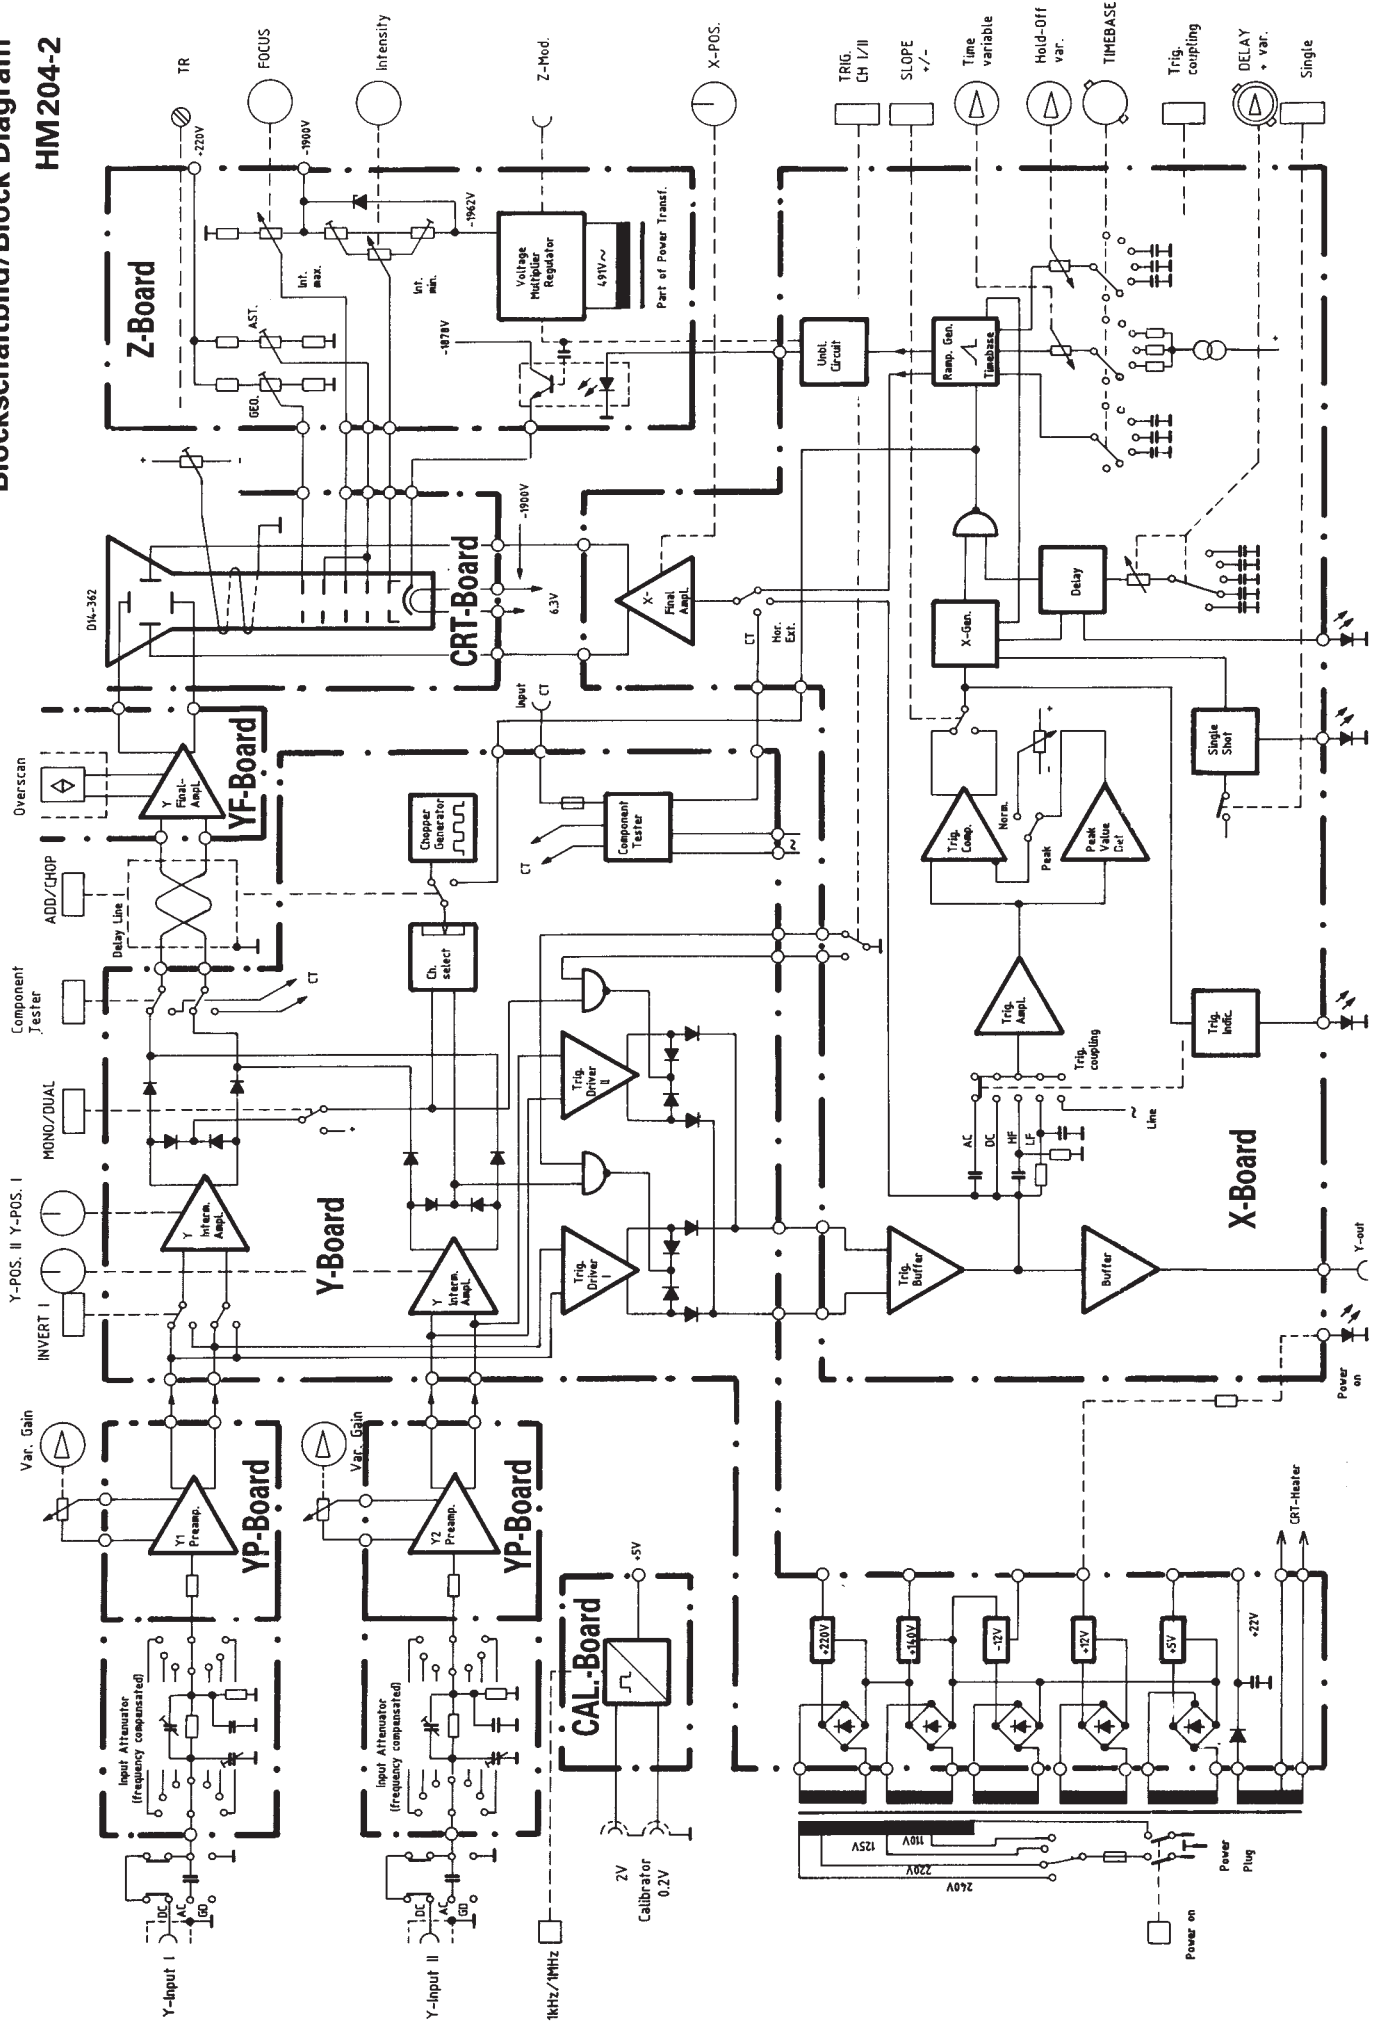 Blockschaltbild/Block Diagram
HM204-2
Y-Input I
DC
AC
GD
Input Attenuator
(frequency compensated)
Y1
Preamp.
YP-Board
Var. Gain
INVERT I
Y-POS. II
Y-POS. I
MONO/DUAL
Component
Tester
ADD/CHOP
Overscan
Y
Interm.
Ampl.
Delay Line
CT
Y
Final-
Ampl.
YF-Board
D14-362
+
-
TR
FOCUS
Intensity
Z-Mod.
X-POS.
+220V
-1900V
Z-Board
GEO.
AST.
Int.
max.
Int.
min.
-1962V
Voltage
Multiplier
Regulator
491V~
Part of Power Transf.
-1878V
CRT-Board
6.3V
-1900V
Y-Input II
DC
AC
GD
Input Attenuator
(frequency compensated)
Y2
Preamp.
YP-Board
Var. Gain
Y-Board
+
Y
Interm.
Ampl.
Ch.
select
Chopper
Generator
Input
CT
Component
Tester
CT
~
Trig.
Driver
I
Trig.
Driver
II
X-
Final
Ampl.
CT
Hor.
Ext.
1kHz/1MHz
2V
Calibrator
0.2V
CAL.-Board
+5V
TRIG.
CH I/II
SLOPE
+/-
Time
variable
Hold-Off
var.
TIMEBASE
Trig.
coupling
DELAY
+ var.
Single
Unbl.
Circuit
Ramp. Gen.
Timebase
+
X-Gen.
Delay
Single
Shot
Trig.
Comp.
Norm.
Peak
+
-
Peak
Value
Det
Trig.
Ampl.
Trig.
Indic.
Trig.
coupling
AC
DC
HF
LF
~
Line
Trig.
Buffer
Buffer
X-Board
Y-out
Power
on
CRT-Heater
+220V
+140V
-12V
+12V
+5V
+22V
110V
125V
220V
240V
Power
Plug
Power on